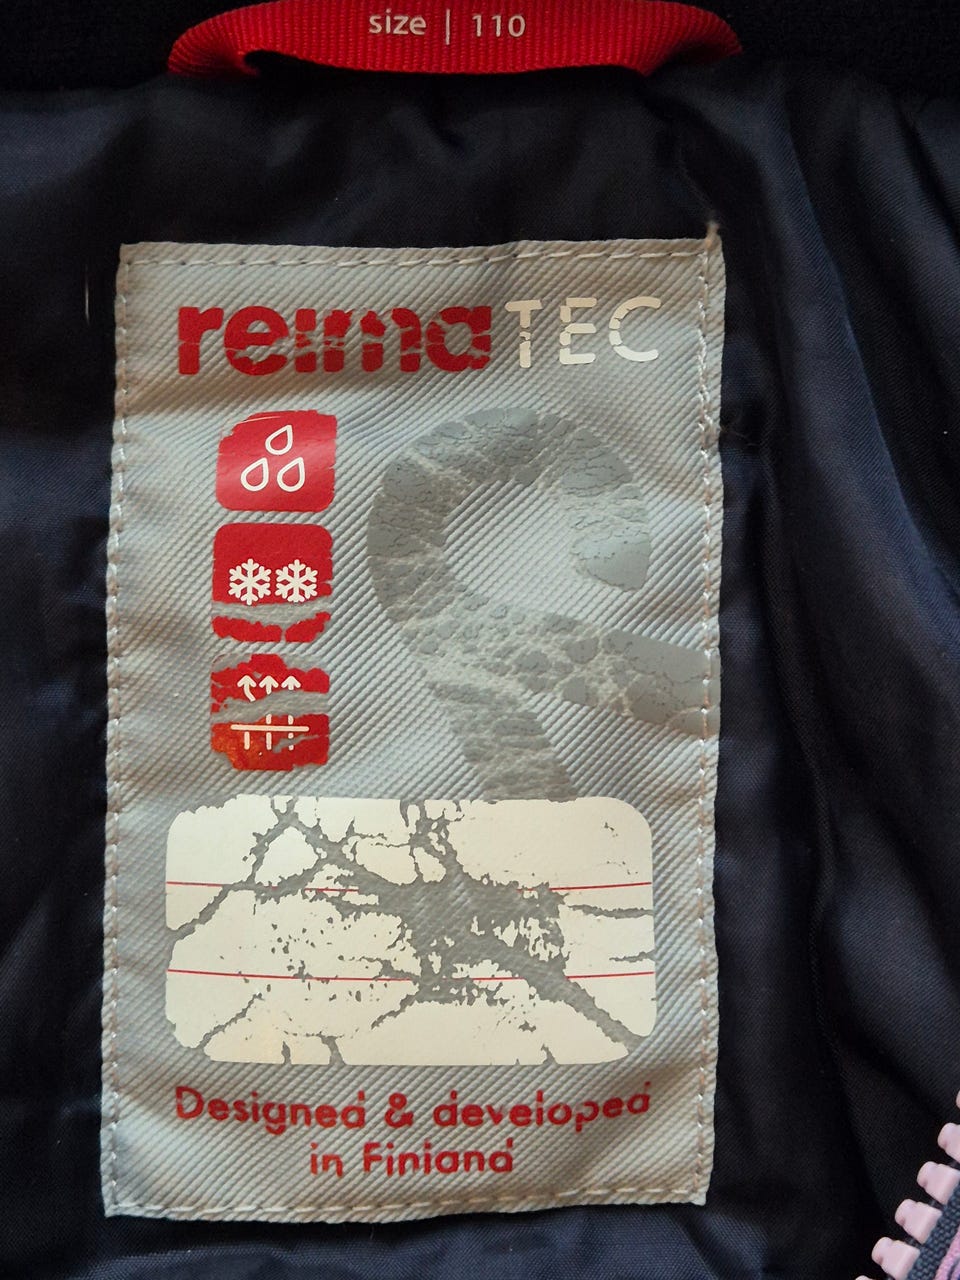 size | 110
reima TEC
Designed & developed
in Finland